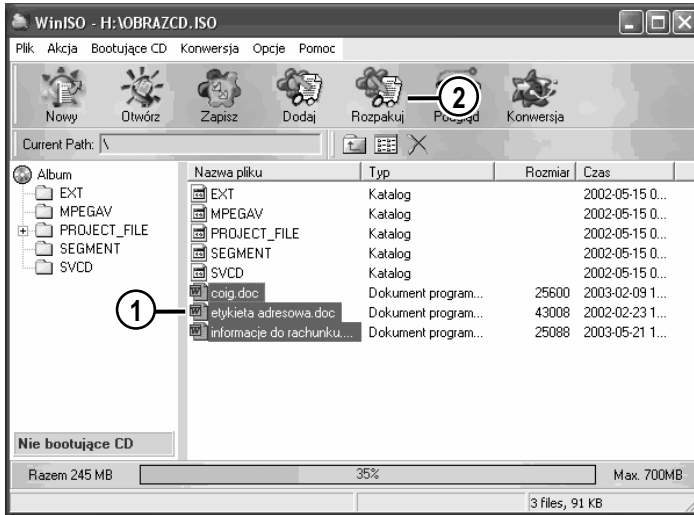 WinISO - H:\OBRAZCD.ISO
Plik Akcja Bootujące CD Konwersja Opcje Pomoc
Nowy Otwórz Zapisz Dodaj Rozpakuj Podgląd Konwersja
2
Current Path: \
Album
EXT
MPEGAV
PROJECT_FILE
SEGMENT
SVCD
Nazwa pliku Typ Rozmiar Czas
EXT Katalog 2002-05-15 0...
MPEGAV Katalog 2002-05-15 0...
PROJECT_FILE Katalog 2002-05-15 0...
SEGMENT Katalog 2002-05-15 0...
SVCD Katalog 2002-05-15 0...
coig.doc Dokument program... 25600 2003-02-09 1...
1
etykieta adresowa.doc Dokument program... 43008 2002-02-23 1...
informacje do rachunku.... Dokument program... 25088 2003-05-21 1...
Nie bootujące CD
Razem 245 MB 35% Max. 700MB
3 files, 91 KB